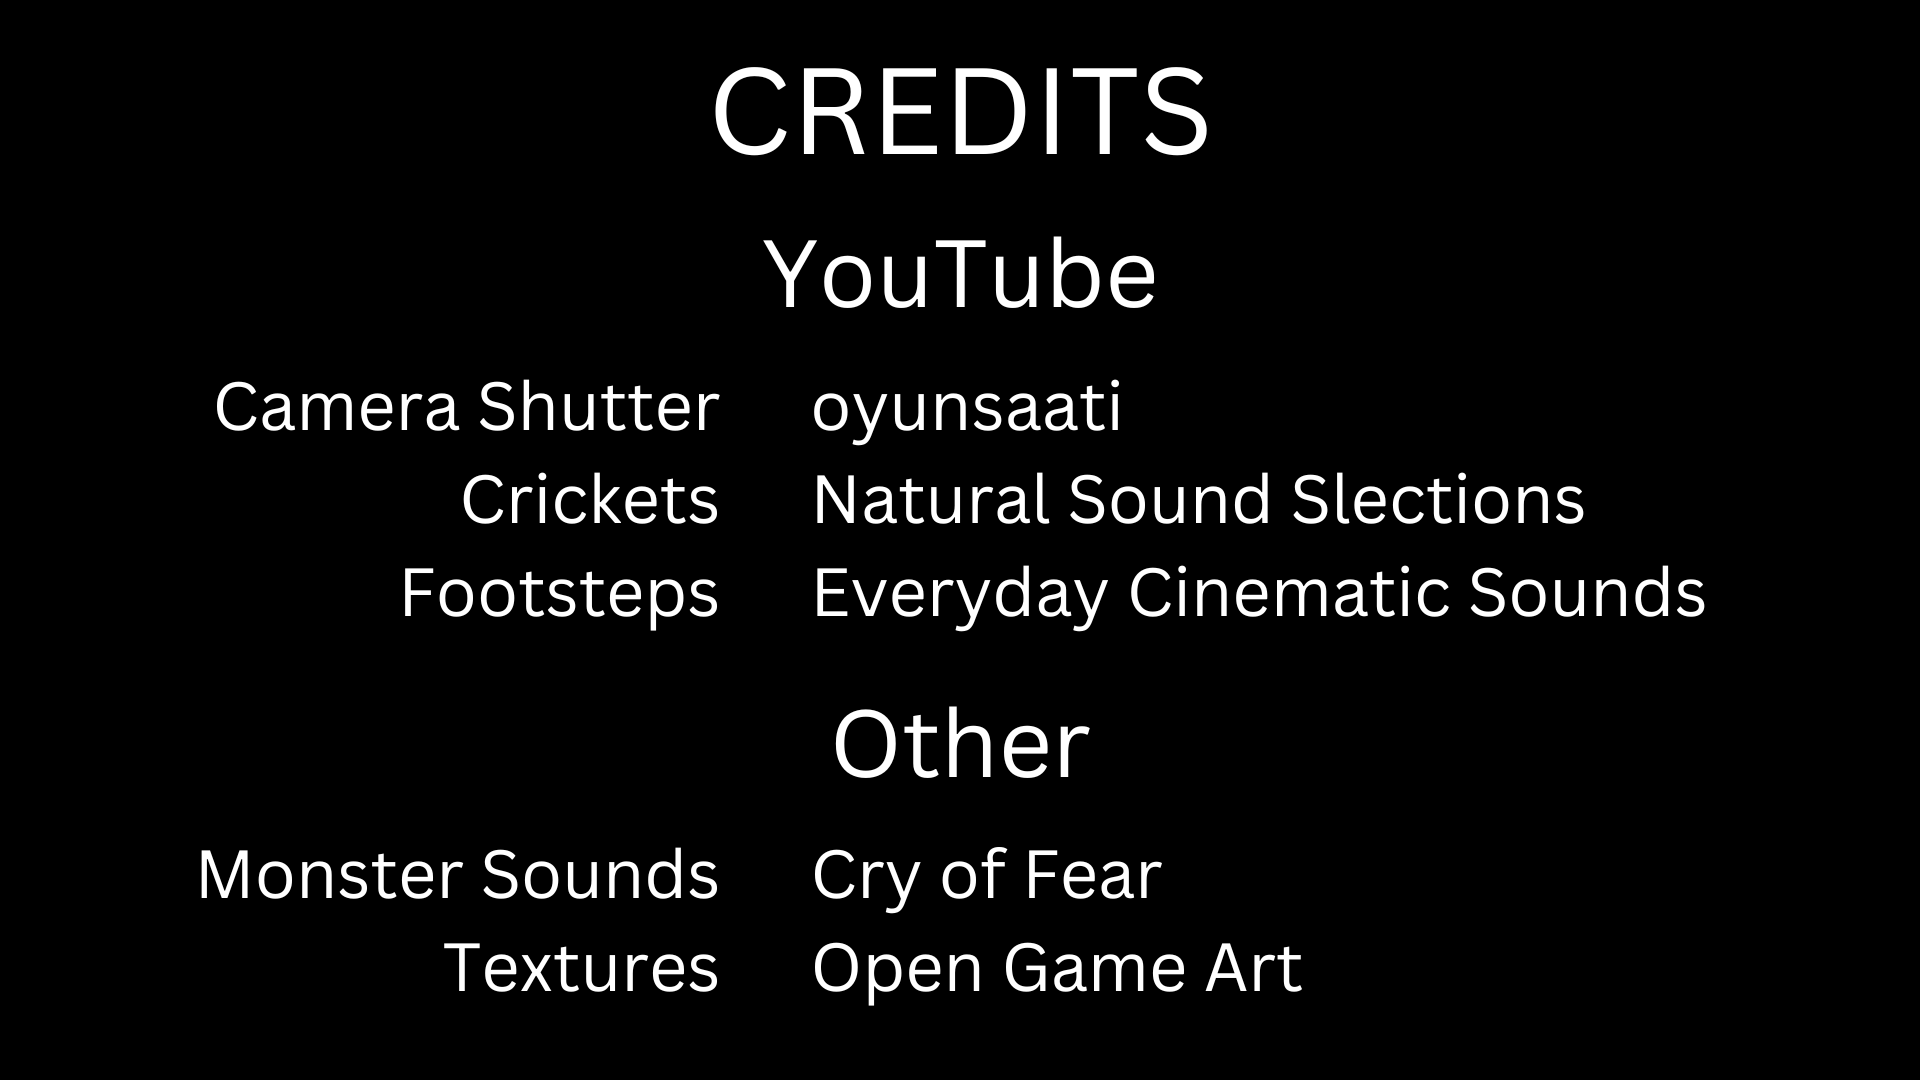 CREDITS
YouTube
Camera Shutter oyunsaati
Crickets Natural Sound Slections
Footsteps Everyday Cinematic Sounds
Other
Monster Sounds Cry of Fear
Textures Open Game Art